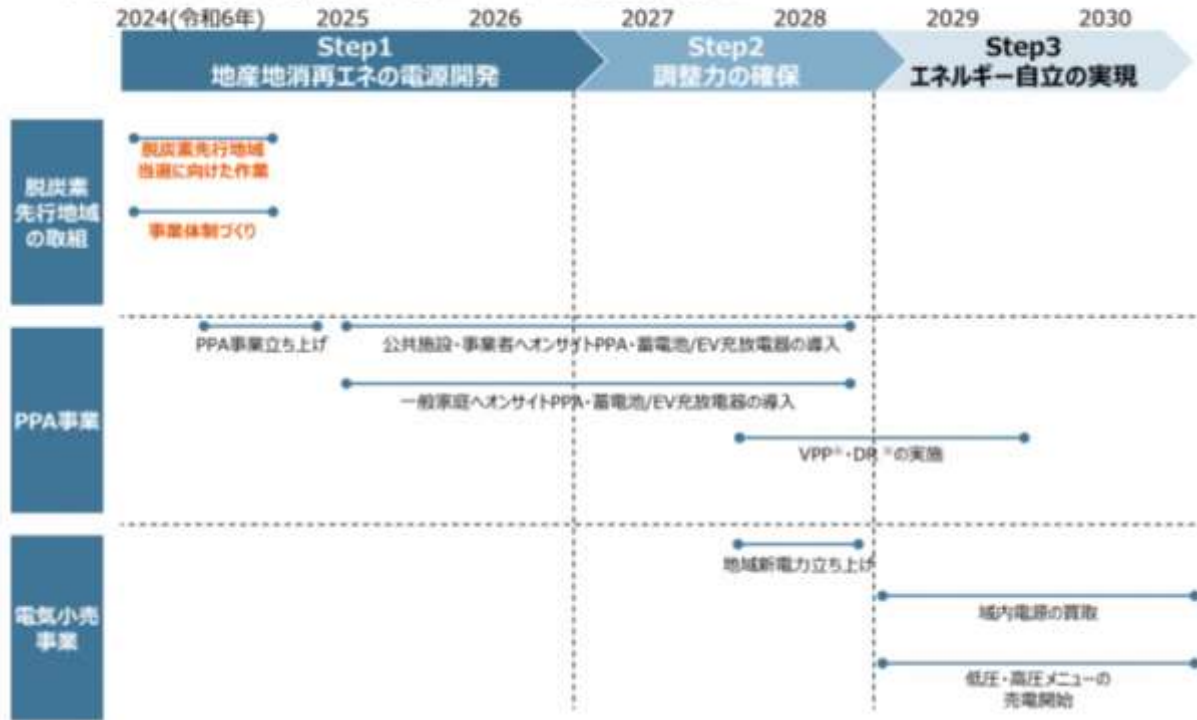 2024(令和6年)
2025
2026
2027
2028
2029
2030
Step1
地産地消再エネの電源開発
Step2
調整力の確保
Step3
エネルギー自立の実現
脱炭素
先行地域
の取組
脱炭素先行地域
当選に向けた作業
事業体制づくり
PPA事業
PPA事業立ち上げ
公共施設・事業者へオンサイトPPA・蓄電池/EV充放電器の導入
一般家庭へオンサイトPPA・蓄電池/EV充放電器の導入
VPP※・DR※の実施
電気小売
事業
地域新電力立ち上げ
域内電源の買取
低圧・高圧メニューの
売電開始